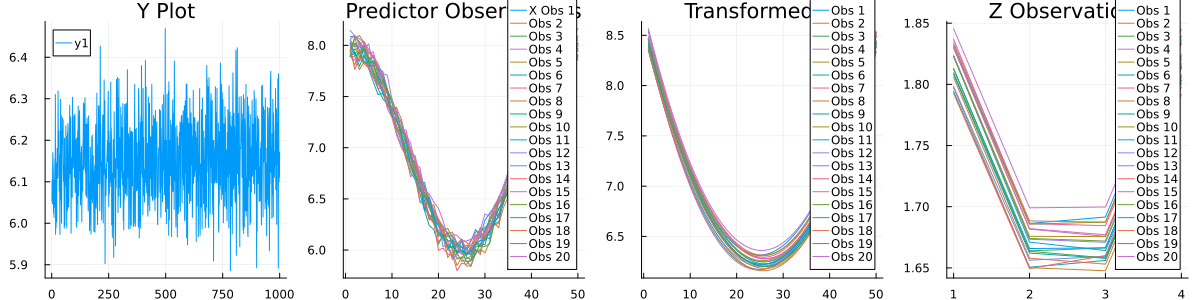 Y Plot
y1
6.4
6.3
6.2
6.1
6.0
5.9
0 250 500 750 1000
Predictor Obser s
X Obs 1
Obs 2
Obs 3
Obs 4
Obs 5
Obs 6
Obs 7
Obs 8
Obs 9
Obs 10
Obs 11
Obs 12
Obs 13
Obs 14
Obs 15
Obs 16
Obs 17
Obs 18
Obs 19
Obs 20
8.0
7.5
7.0
6.5
6.0
0 10 20 30 40 50
Transformed
Obs 1
Obs 2
Obs 3
Obs 4
Obs 5
Obs 6
Obs 7
Obs 8
Obs 9
Obs 10
Obs 11
Obs 12
Obs 13
Obs 14
Obs 15
Obs 16
Obs 17
Obs 18
Obs 19
Obs 20
8.5
8.0
7.5
7.0
6.5
0 10 20 30 40 50
Z Observatio
Obs 1
Obs 2
Obs 3
Obs 4
Obs 5
Obs 6
Obs 7
Obs 8
Obs 9
Obs 10
Obs 11
Obs 12
Obs 13
Obs 14
Obs 15
Obs 16
Obs 17
Obs 18
Obs 19
Obs 20
1.85
1.80
1.75
1.70
1.65
1 2 3 4